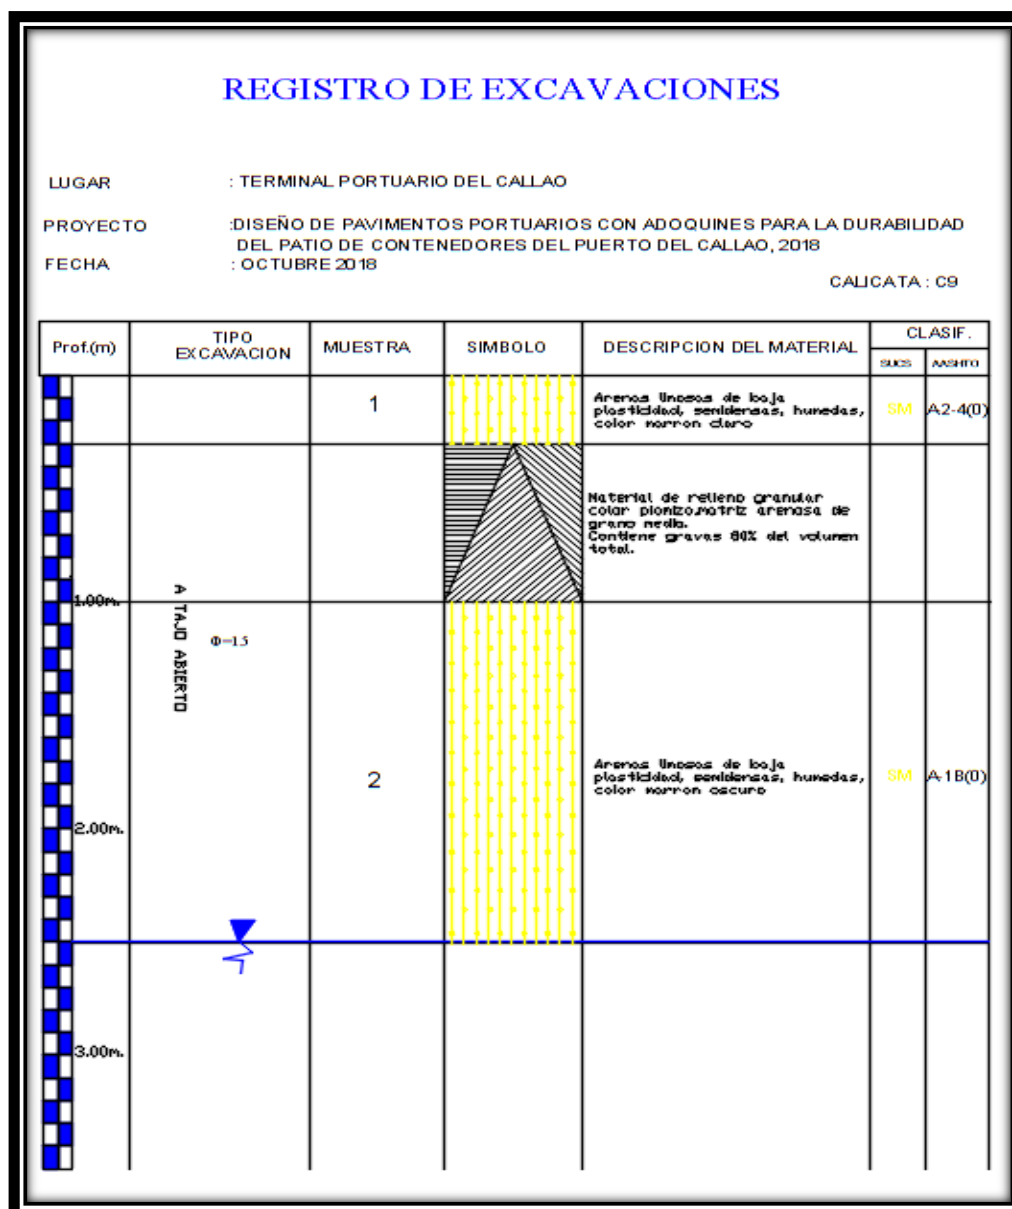 REGISTRO DE EXCAVACIONES
LUGAR : TERMINAL PORTUARIO DEL CALLAO
PROYECTO :DISEÑO DE PAVIMENTOS PORTUARIOS CON ADOQUINES PARA LA DURABILIDAD
DEL PATIO DE CONTENEDORES DEL PUERTO DEL CALLAO, 2018
FECHA : OCTUBRE 2018
CALICATA : C9
Prof.(m) TIPO EXCAVACION MUESTRA SIMBOLO DESCRIPCION DEL MATERIAL CLASIF.
SUCS AASHTO
1
Arenas limosas de baja
plasticidad, semidensas, humedas,
color marron claro
SM A2-4(0)
Material de relleno granular
color plomizo,matriz arenosa de
grano medio.
Contiene gravas 60% del volumen
total.
1.00m.
A TAJO ABIERTO
Φ=1.5
2
Arenas limosas de baja
plasticidad, semidensas, humedas,
color marron oscuro
SM A-1B(0)
2.00m.
3.00m.